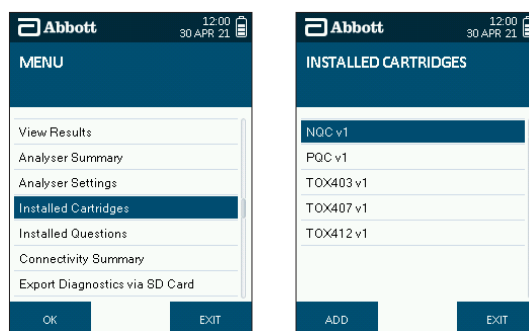 Abbott
12:00
30 APR 21
MENU
View Results
Analyser Summary
Analyser Settings
Installed Cartridges
Installed Questions
Connectivity Summary
Export Diagnostics via SD Card
OK EXIT
Abbott
12:00
30 APR 21
INSTALLED CARTRIDGES
NQC v1
PQC v1
TOX403 v1
TOX407 v1
TOX412 v1
ADD EXIT